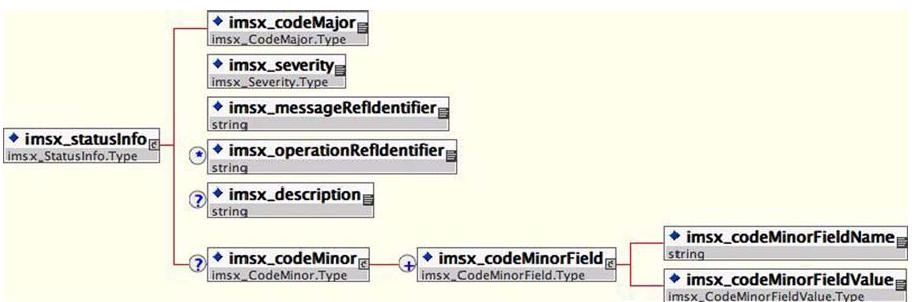 imsx_codeMajor
imsx_CodeMajor.Type
imsx_severity
imsx_Severity.Type
imsx_messageRefIdentifier
string
imsx_statusInfo
imsx_StatusInfo.Type
* imsx_operationRefIdentifier
string
? imsx_description
string
? imsx_codeMinor
imsx_CodeMinor.Type
+ imsx_codeMinorField
imsx_CodeMinorField.Type
imsx_codeMinorFieldName
string
imsx_codeMinorFieldValue
imsx_CodeMinorFieldValue.Type